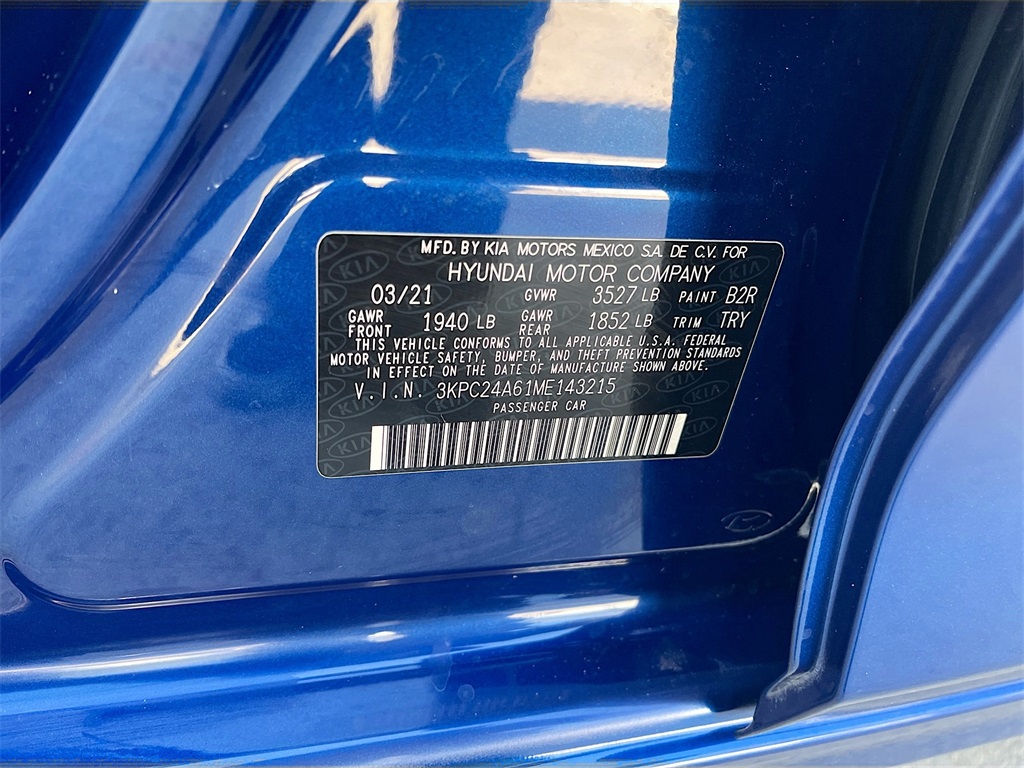 MFD. BY KIA MOTORS MEXICO S.A. DE C.V. FOR
HYUNDAI MOTOR COMPANY
03/21 GVWR 3527 LB PAINT B2R
GAWR FRONT 1940 LB GAWR REAR 1852 LB TRIM TRY
THIS VEHICLE CONFORMS TO ALL APPLICABLE U.S.A. FEDERAL
MOTOR VEHICLE SAFETY, BUMPER, AND THEFT PREVENTION STANDARDS
IN EFFECT ON THE DATE OF MANUFACTURE SHOWN ABOVE.
V.I.N. 3KPC24A61ME143215
PASSENGER CAR